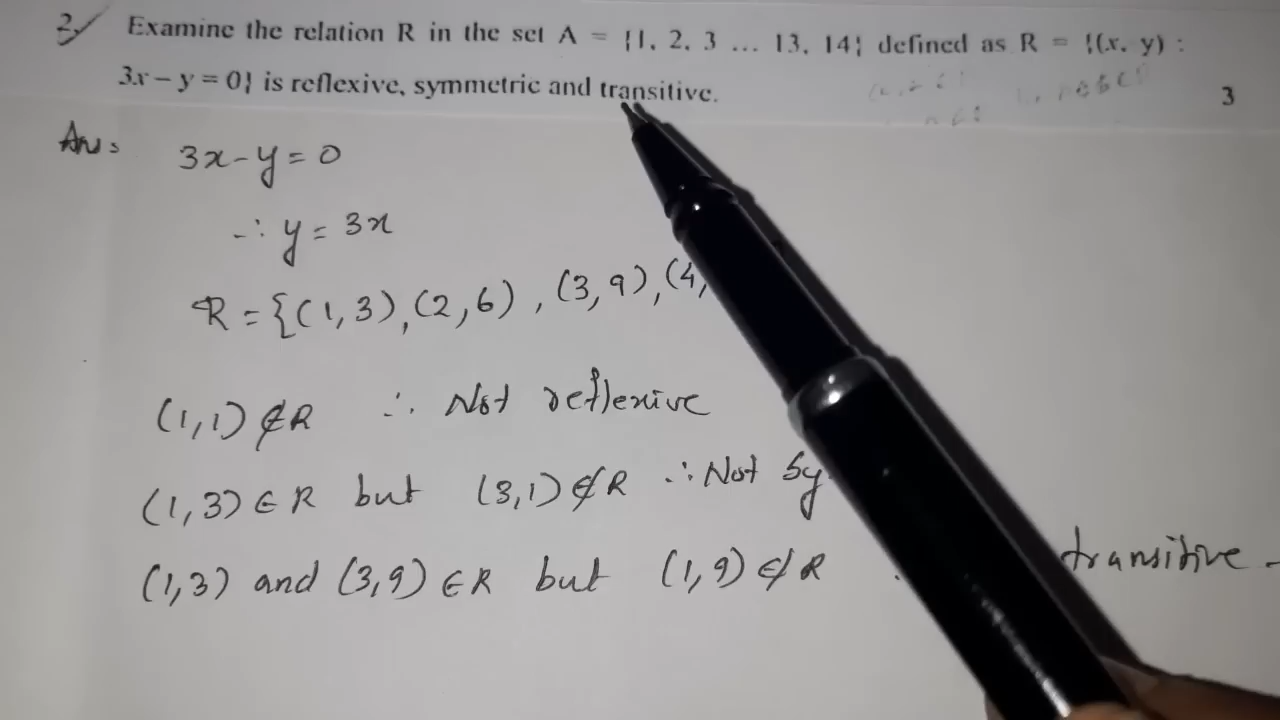 2/ Examine the relation R in the set A = {1, 2, 3 ... 13, 14} defined as R = {(x, y) :
3x – y = 0} is reflexive, symmetric and transitive.
3
Ans: 3x - y = 0
∴ y = 3x
R = {(1,3),(2,6), (3,9),(4,
(1,1) ∉ R ∴ Not reflexive
(1,3) ∈ R but (3,1) ∉ R ∴ Not Sy
(1,3) and (3,9) ∈ R but (1,9) ∉ R transitive.